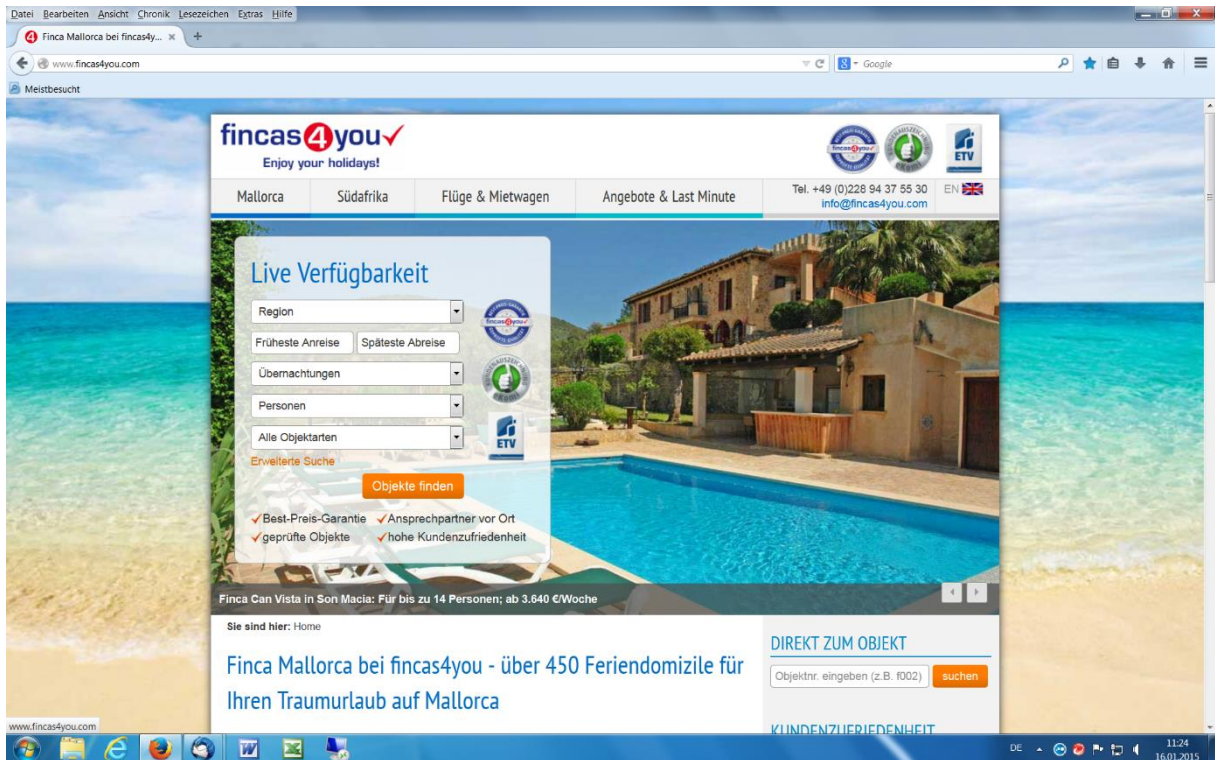 Datei Bearbeiten Ansicht Chronik Lesezeichen Extras Hilfe
Finca Mallorca bei fincas4y... × +
www.fincas4you.com
Google
Meistbesucht
fincas4you
Enjoy your holidays!
ETV
Mallorca Südafrika Flüge & Mietwagen Angebote & Last Minute
Tel. +49 (0)228 94 37 55 30
info@fincas4you.com
EN
Live Verfügbarkeit
Region
Früheste Anreise Späteste Abreise
Übernachtungen
Personen
Alle Objektarten
ETV
Erweiterte Suche
Objekte finden
Best-Preis-Garantie Ansprechpartner vor Ort
geprüfte Objekte hohe Kundenzufriedenheit
Finca Can Vista in Son Macia: Für bis zu 14 Personen; ab 3.640 €/Woche
Sie sind hier: Home
Finca Mallorca bei fincas4you - über 450 Feriendomizile für
Ihren Traumurlaub auf Mallorca
DIREKT ZUM OBJEKT
Objektnr. eingeben (z.B. f002) suchen
KUNDENZUFRIEDENHEIT
www.fincas4you.com
DE
11:24
16.01.2015